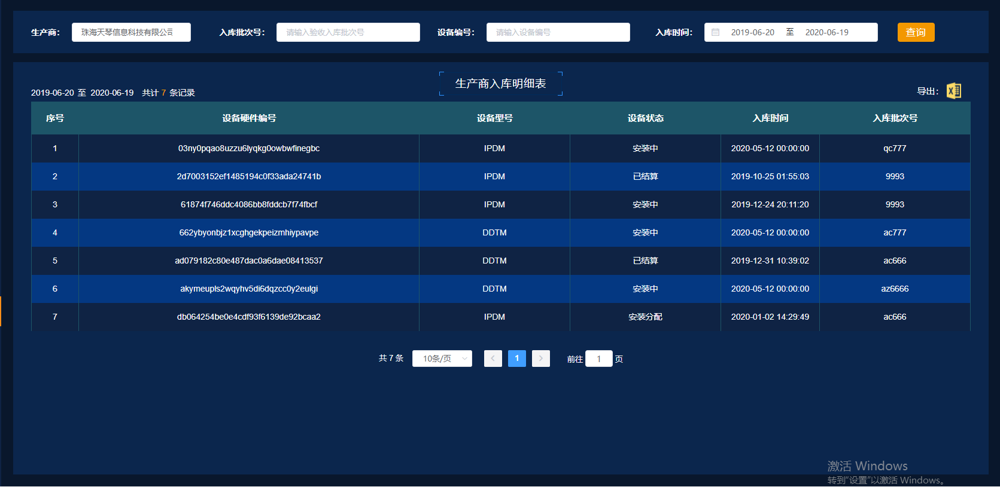 生产商： 珠海天琴信息科技有限公司 入库批次号： 请输入验收入库批次号 设备编号： 请输入设备编号 入库时间： 2019-06-20 至 2020-06-19 查询
生产商入库明细表
2019-06-20 至 2020-06-19 共计 7 条记录 导出：
序号 设备硬件编号 设备型号 设备状态 入库时间 入库批次号
1 03ny0pqao8uzzu6lyqkg0owbwfinegbc IPDM 安装中 2020-05-12 00:00:00 qc777
2 2d7003152ef1485194c0f33ada24741b IPDM 已结算 2019-10-25 01:55:03 9993
3 61874f746ddc4086bb8fddcb7f74fbcf IPDM 安装中 2019-12-24 20:11:20 9993
4 662ybyonbjz1xcghgekpeizmhiypavpe DDTM 安装中 2020-05-12 00:00:00 ac777
5 ad079182c80e487dac0a6dae08413537 DDTM 已结算 2019-12-31 10:39:02 ac666
6 akymeupls2wqyhv5di6dqzcc0y2eulgi DDTM 安装中 2020-05-12 00:00:00 az6666
7 db064254be0e4cdf93f6139de92bcaa2 IPDM 安装分配 2020-01-02 14:29:49 ac666
共 7 条 10条/页 1 前往 1 页
激活 Windows
转到"设置"以激活 Windows。